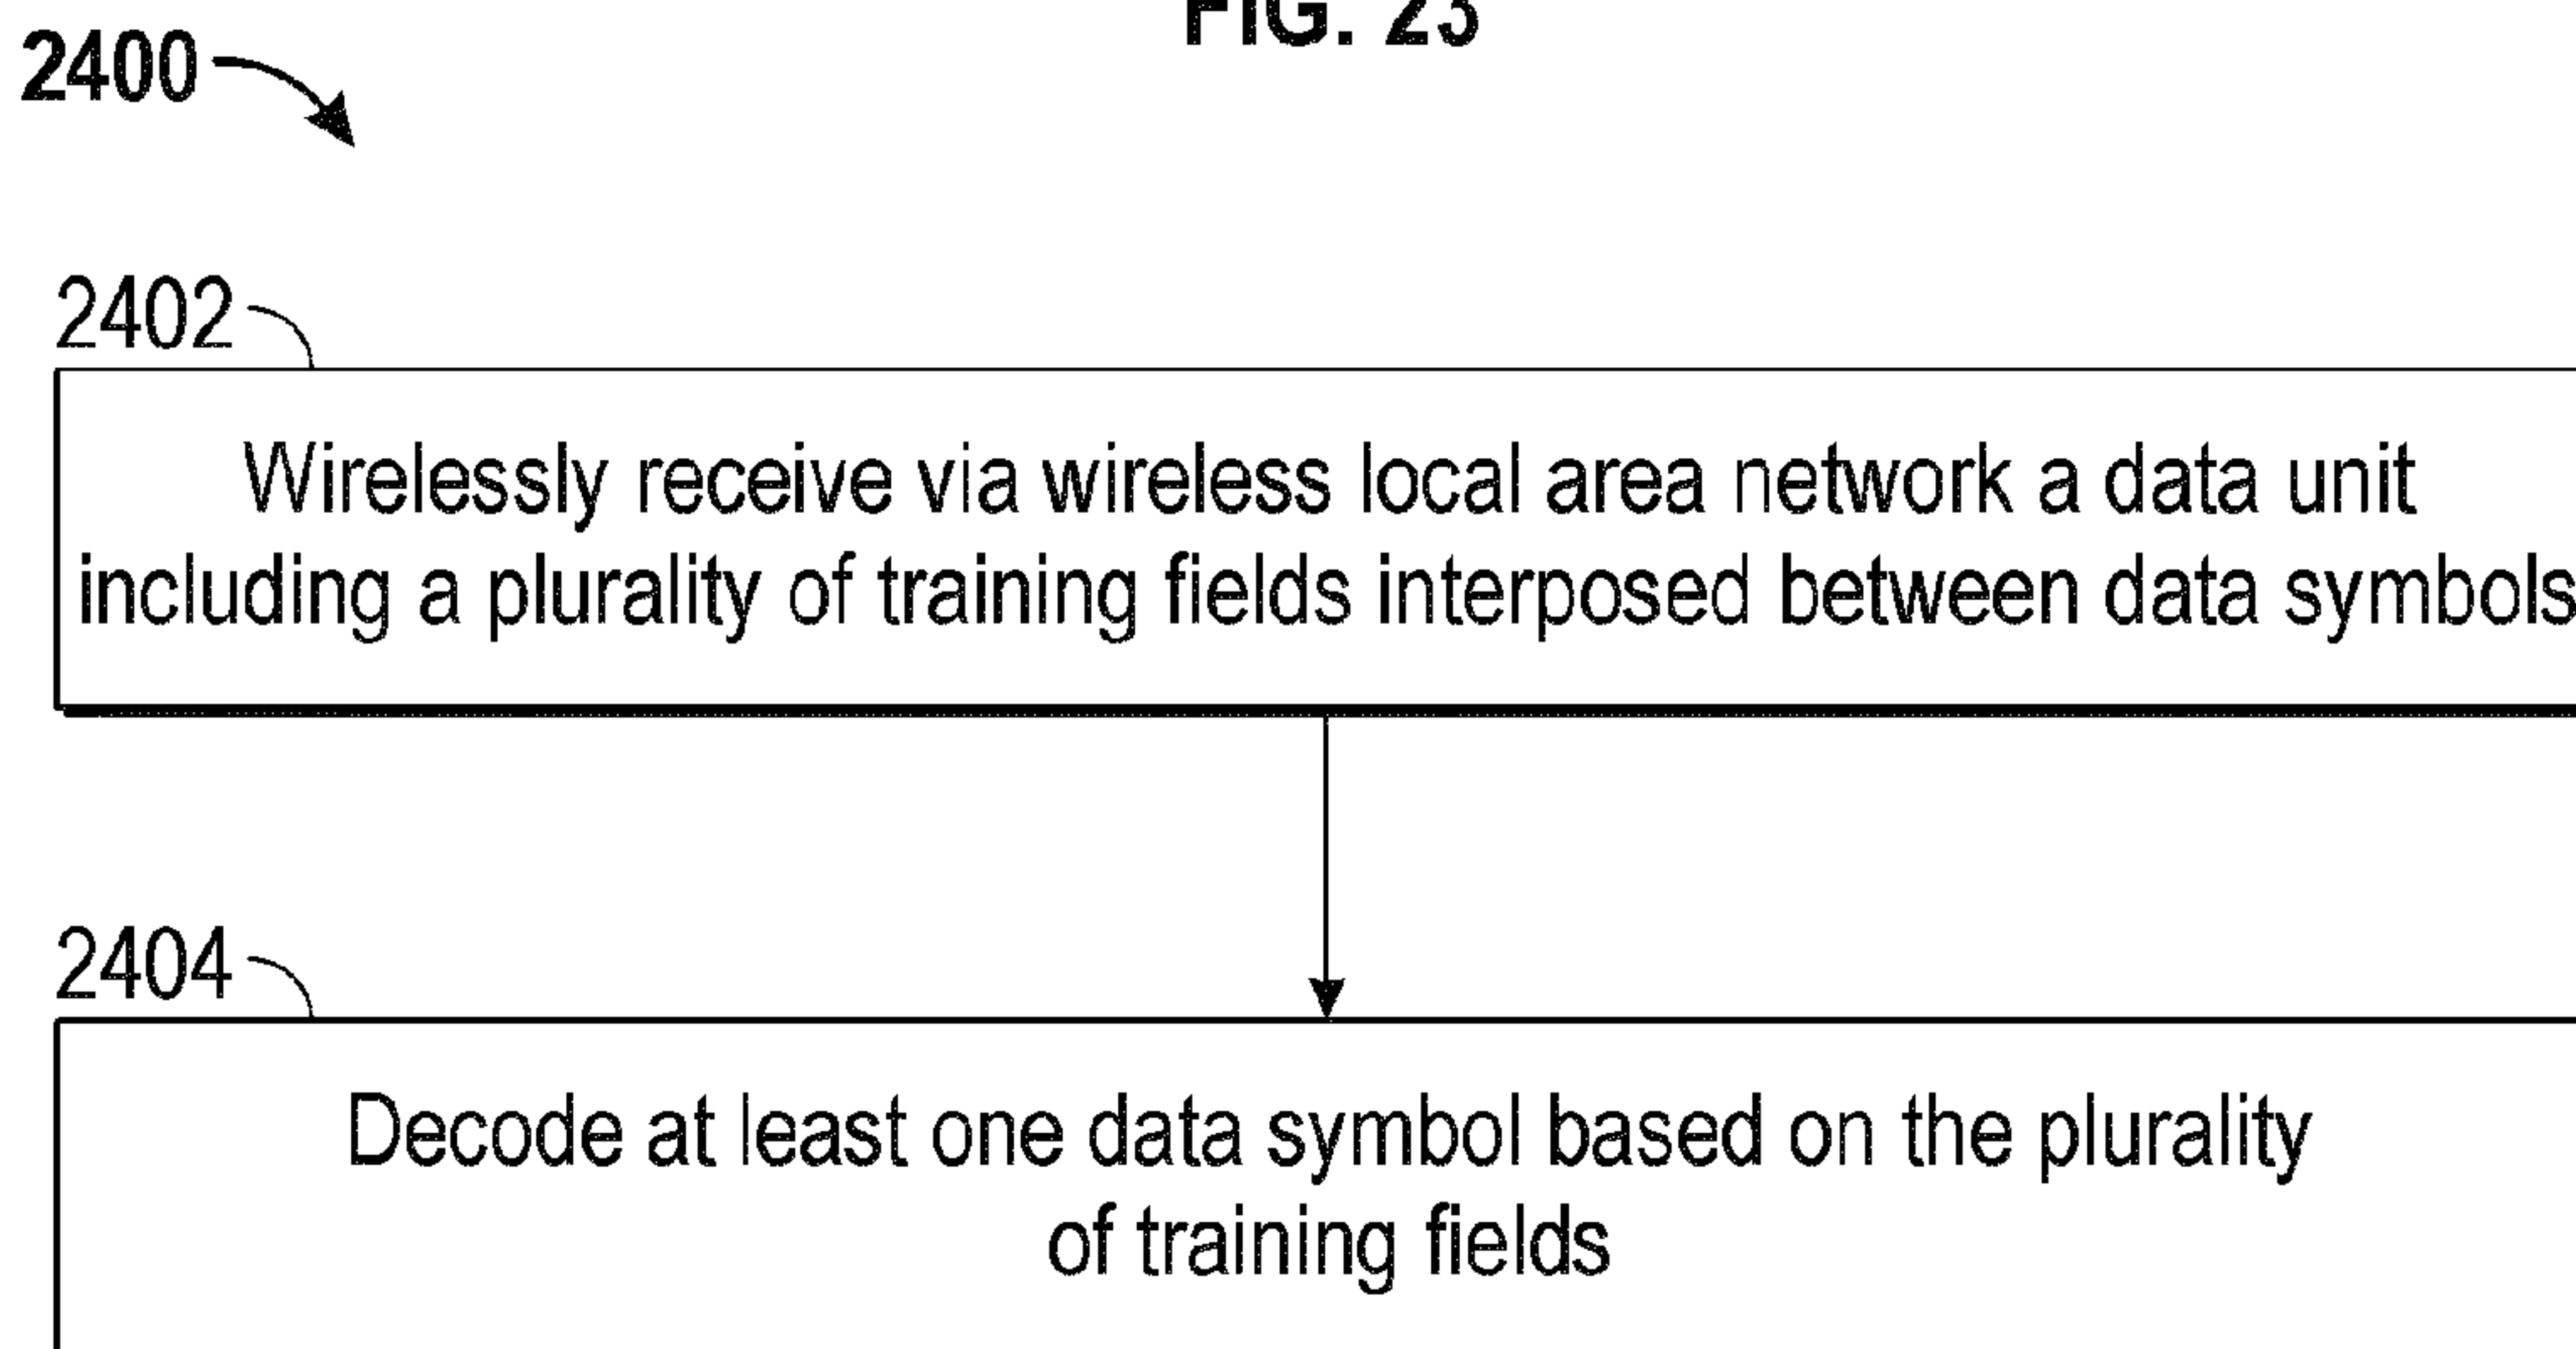 FIG. 23
2400
2402
Wirelessly receive via wireless local area network a data unit
including a plurality of training fields interposed between data symbols
2404
Decode at least one data symbol based on the plurality
of training fields